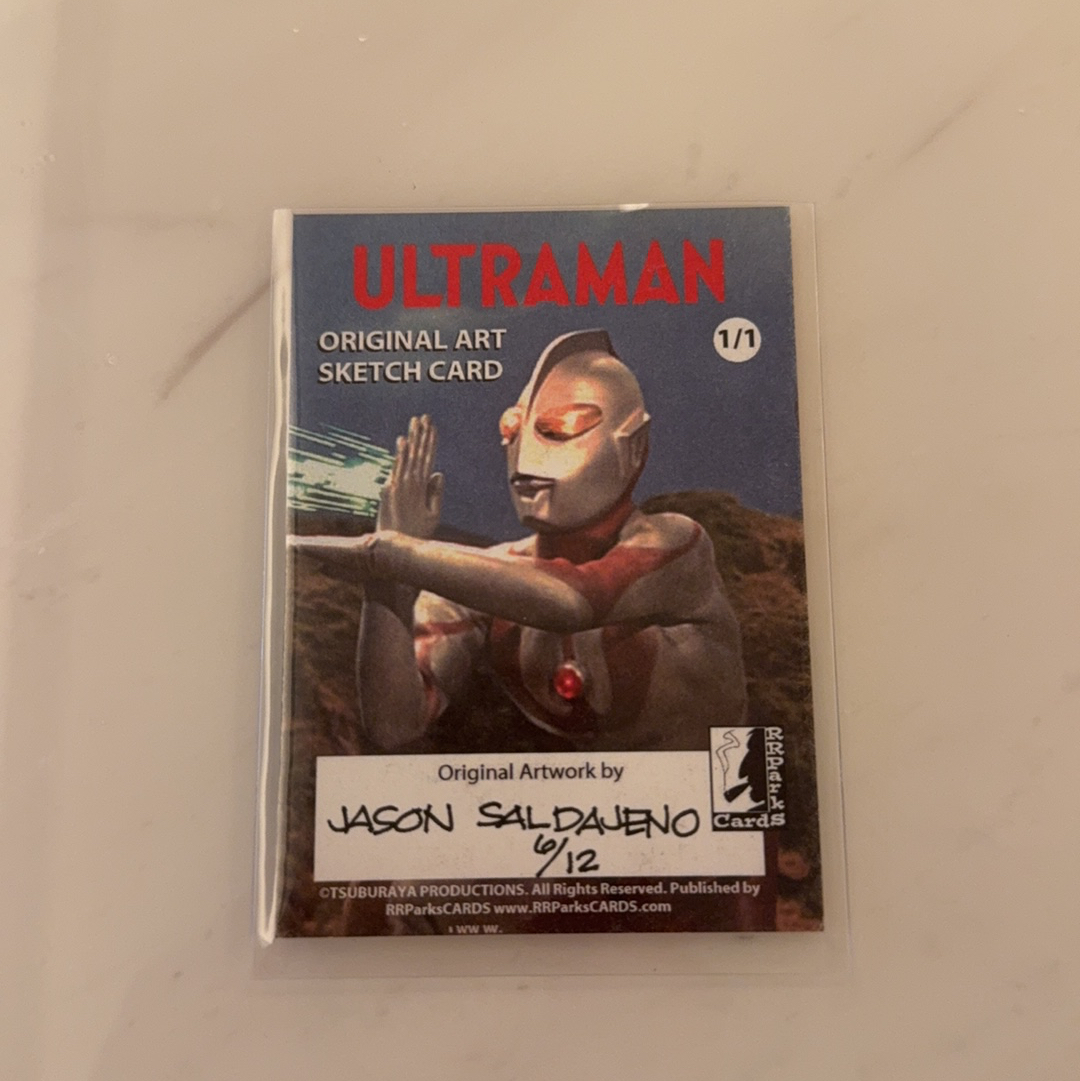 ULTRAMAN
ORIGINAL ART
SKETCH CARD
1/1
Original Artwork by
JASON SALDAJENO
6/12
RRParks
Cards
©TSUBURAYA PRODUCTIONS. All Rights Reserved. Published by
RRParksCARDS www.RRParksCARDS.com